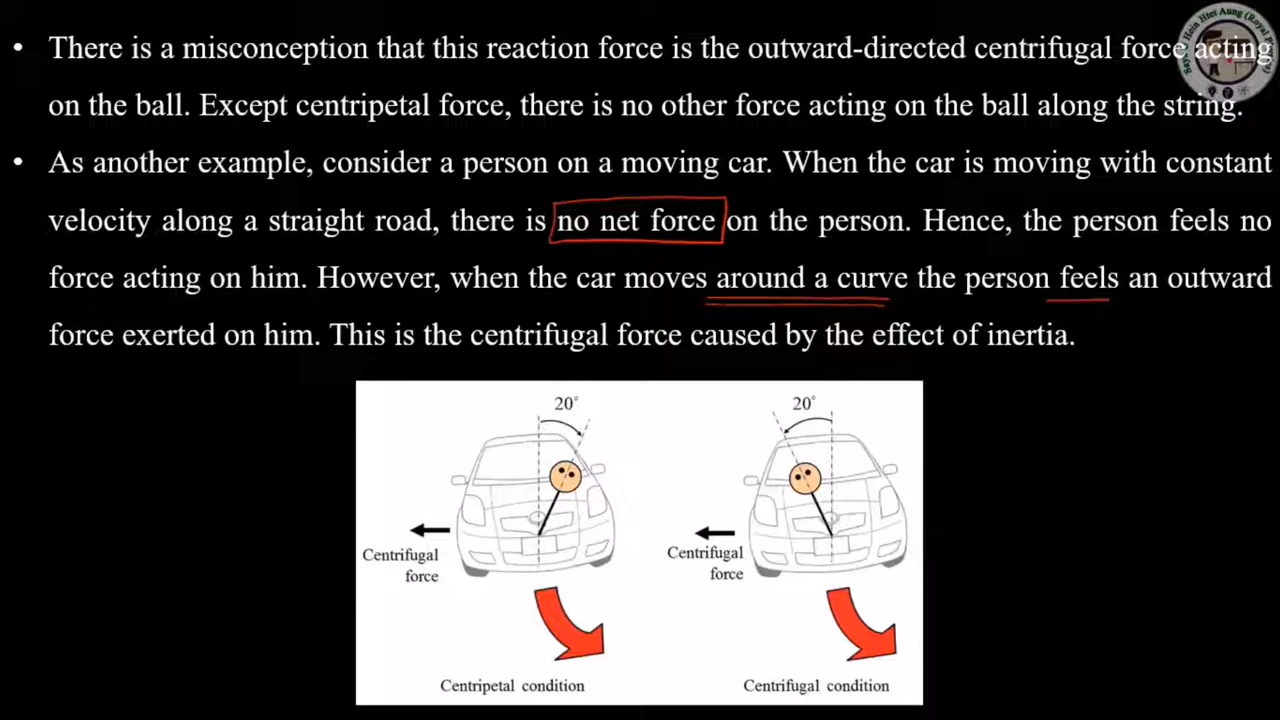 • There is a misconception that this reaction force is the outward-directed centrifugal force acting
on the ball. Except centripetal force, there is no other force acting on the ball along the string.
• As another example, consider a person on a moving car. When the car is moving with constant
velocity along a straight road, there is no net force on the person. Hence, the person feels no
force acting on him. However, when the car moves around a curve the person feels an outward
force exerted on him. This is the centrifugal force caused by the effect of inertia.
20°
20°
Centrifugal
force
Centrifugal
force
Centripetal condition
Centrifugal condition